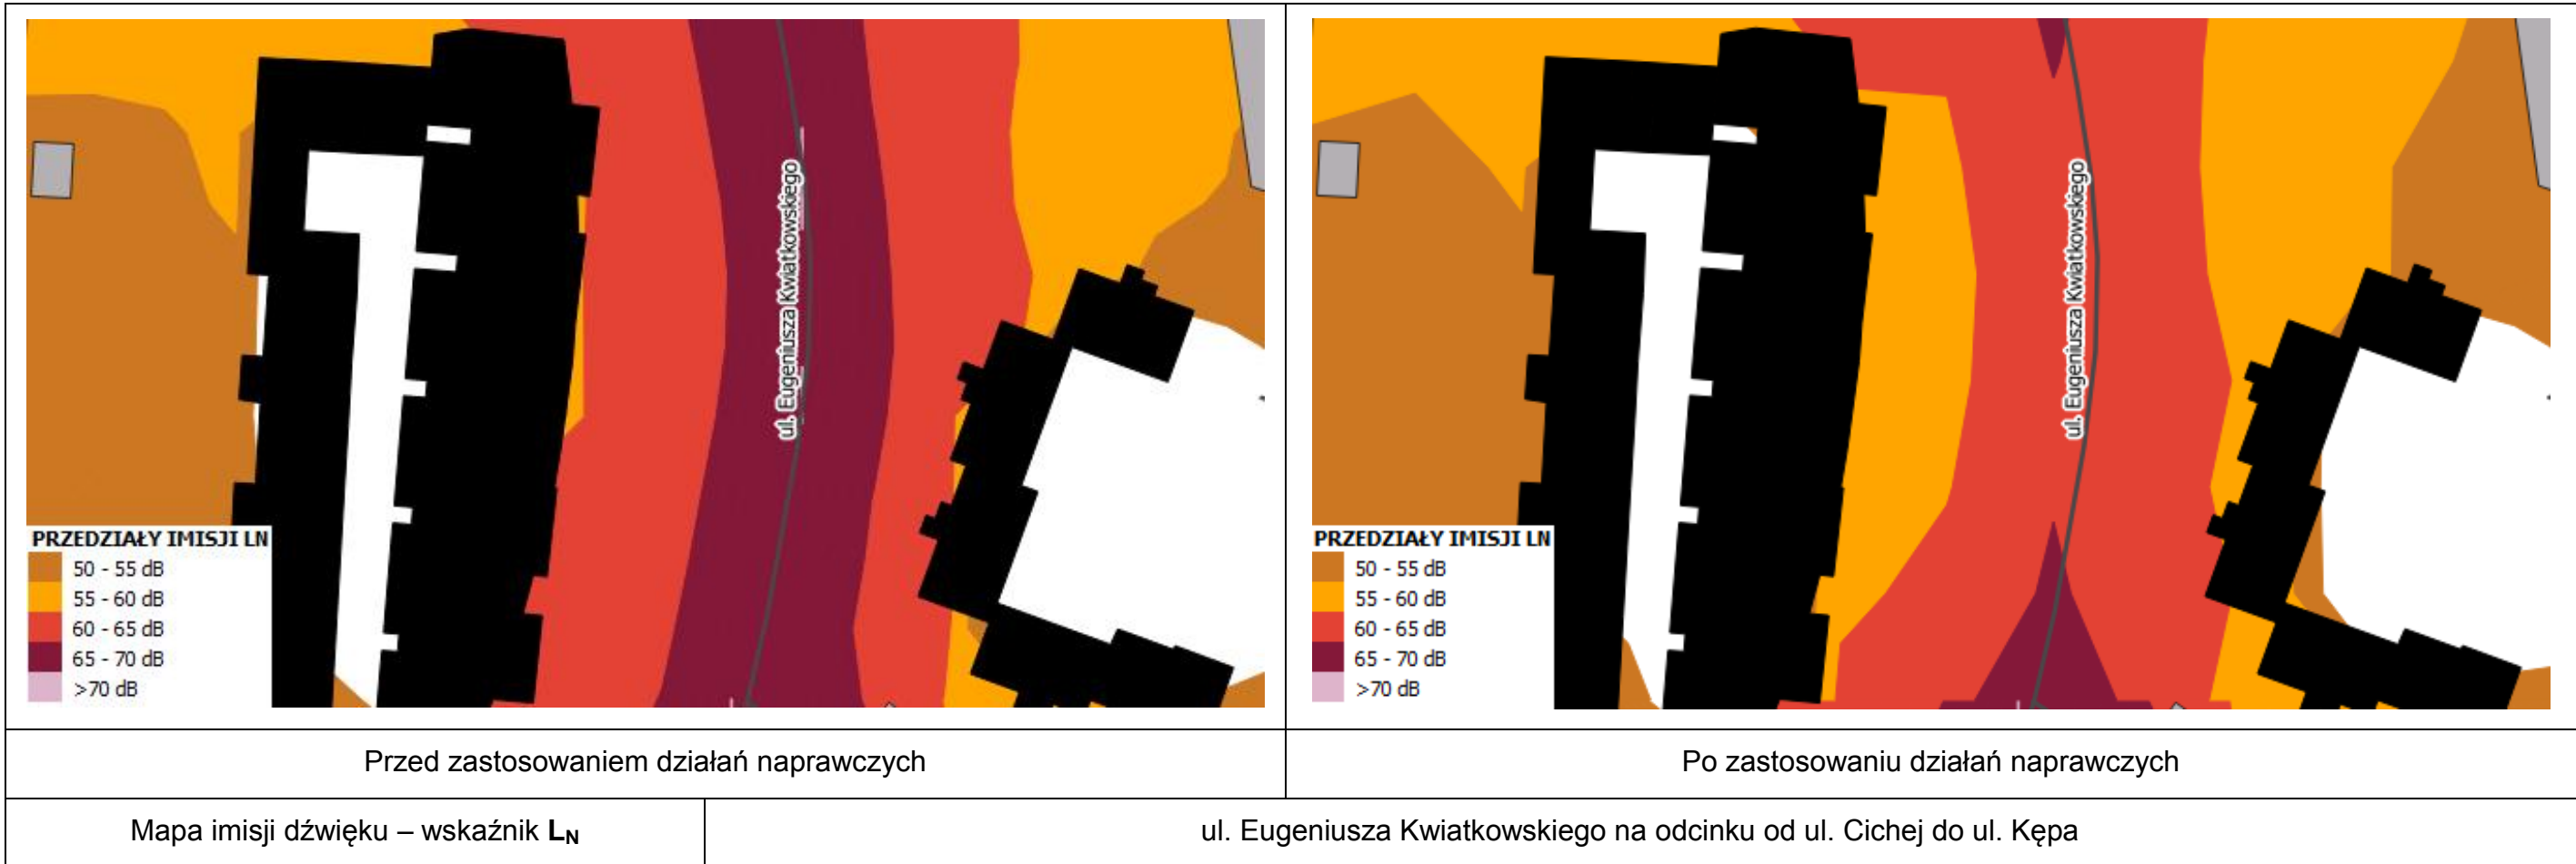 ul. Eugeniusza Kwiatkowskiego
PRZEDZIAŁY IMISJI LN
50 - 55 dB
55 - 60 dB
60 - 65 dB
65 - 70 dB
>70 dB
ul. Eugeniusza Kwiatkowskiego
PRZEDZIAŁY IMISJI LN
50 - 55 dB
55 - 60 dB
60 - 65 dB
65 - 70 dB
>70 dB
Przed zastosowaniem działań naprawczych
Po zastosowaniu działań naprawczych
Mapa imisji dźwięku – wskaźnik LN
ul. Eugeniusza Kwiatkowskiego na odcinku od ul. Cichej do ul. Kępa